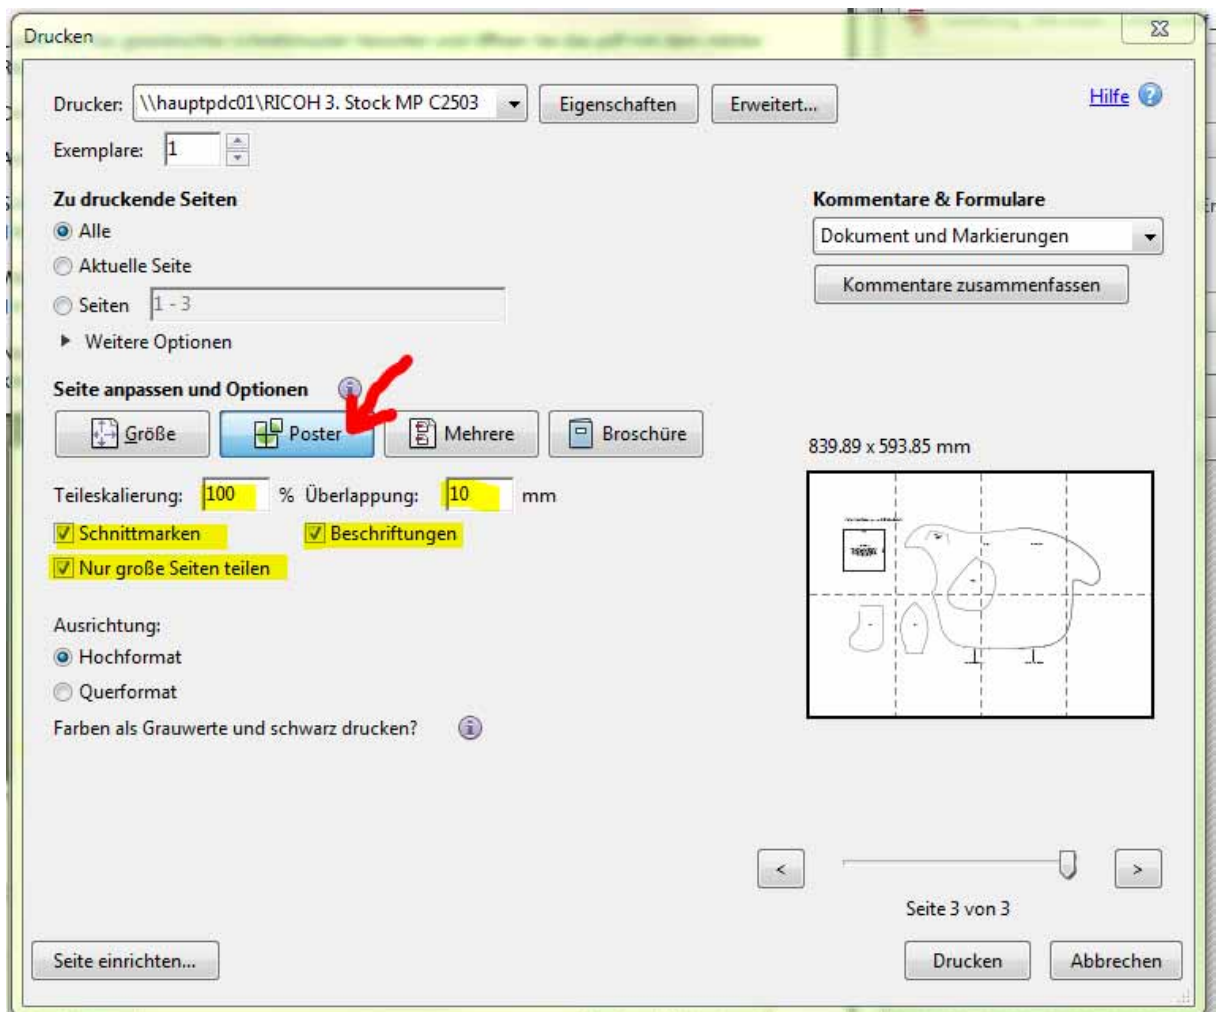 Drucken
Drucker: \\hauptpdc01\RICOH 3. Stock MP C2503 Eigenschaften Erweitert... Hilfe
Exemplare: 1
Zu druckende Seiten
Alle
Aktuelle Seite
Seiten 1 - 3
Weitere Optionen
Kommentare & Formulare
Dokument und Markierungen
Kommentare zusammenfassen
Seite anpassen und Optionen
Größe Poster Mehrere Broschüre
Teileskalierung: 100 % Überlappung: 10 mm
Schnittmarken Beschriftungen
Nur große Seiten teilen
Ausrichtung:
Hochformat
Querformat
Farben als Grauwerte und schwarz drucken?
839.89 x 593.85 mm
< >
Seite 3 von 3
Seite einrichten... Drucken Abbrechen